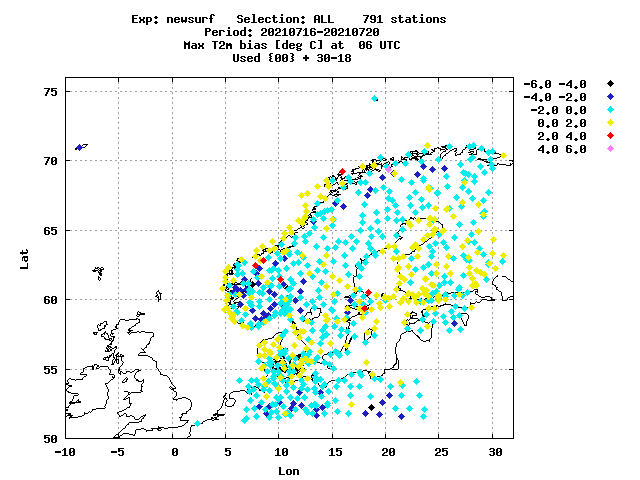 Exp: newsurf   Selection: ALL    791 stations
Period: 20210716-20210720
Max T2m bias [deg C] at  06 UTC
Used {00} + 30-18
75
70
65
60
55
50
-10 -5 0 5 10 15 20 25 30
Lat
Lon
-6.0 -4.0
-4.0 -2.0
-2.0 0.0
0.0 2.0
2.0 4.0
4.0 6.0